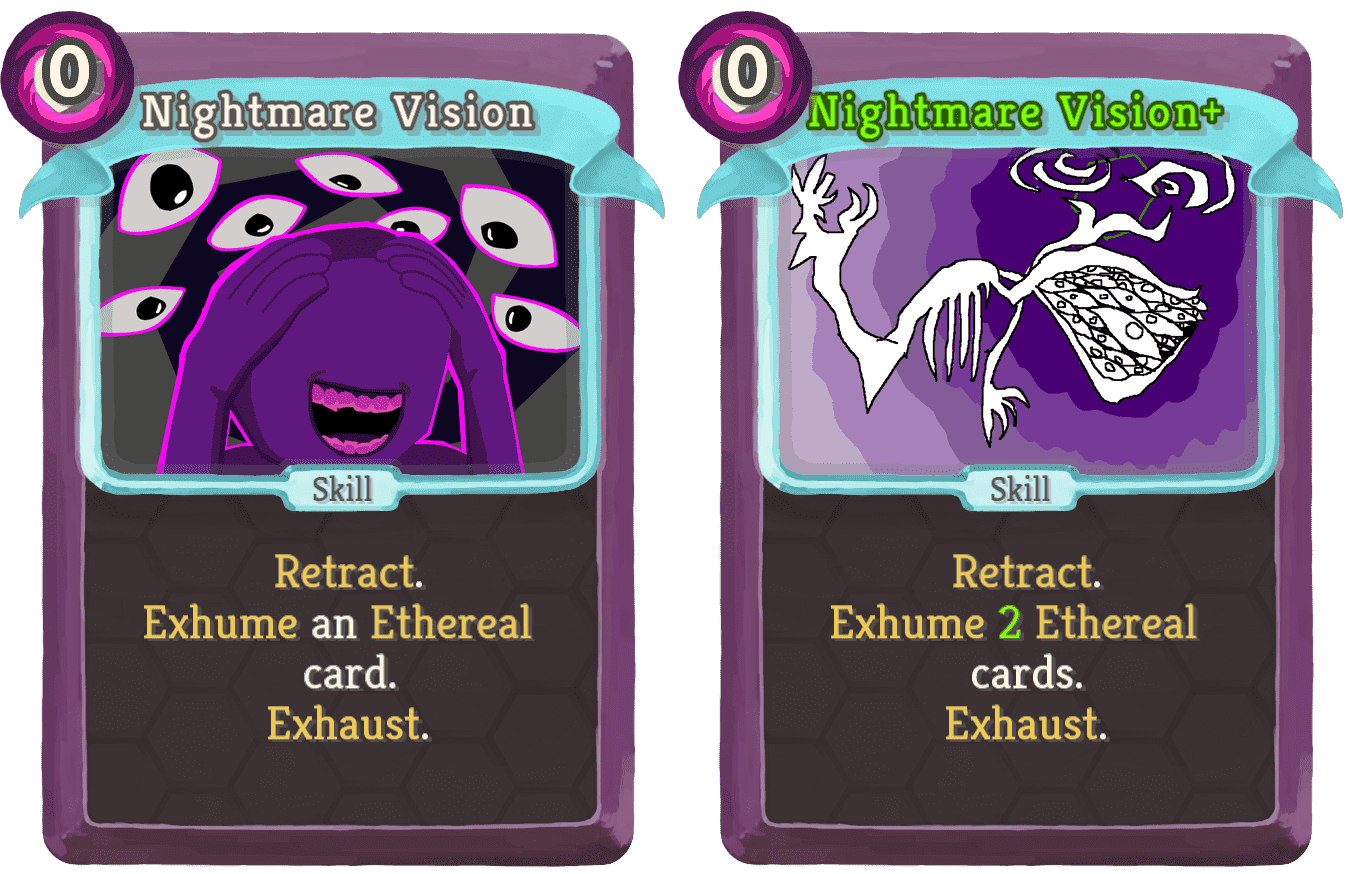 0
Nightmare Vision
Skill
Retract.
Exhume an Ethereal
card.
Exhaust.
0
Nightmare Vision+
Skill
Retract.
Exhume 2 Ethereal
cards.
Exhaust.